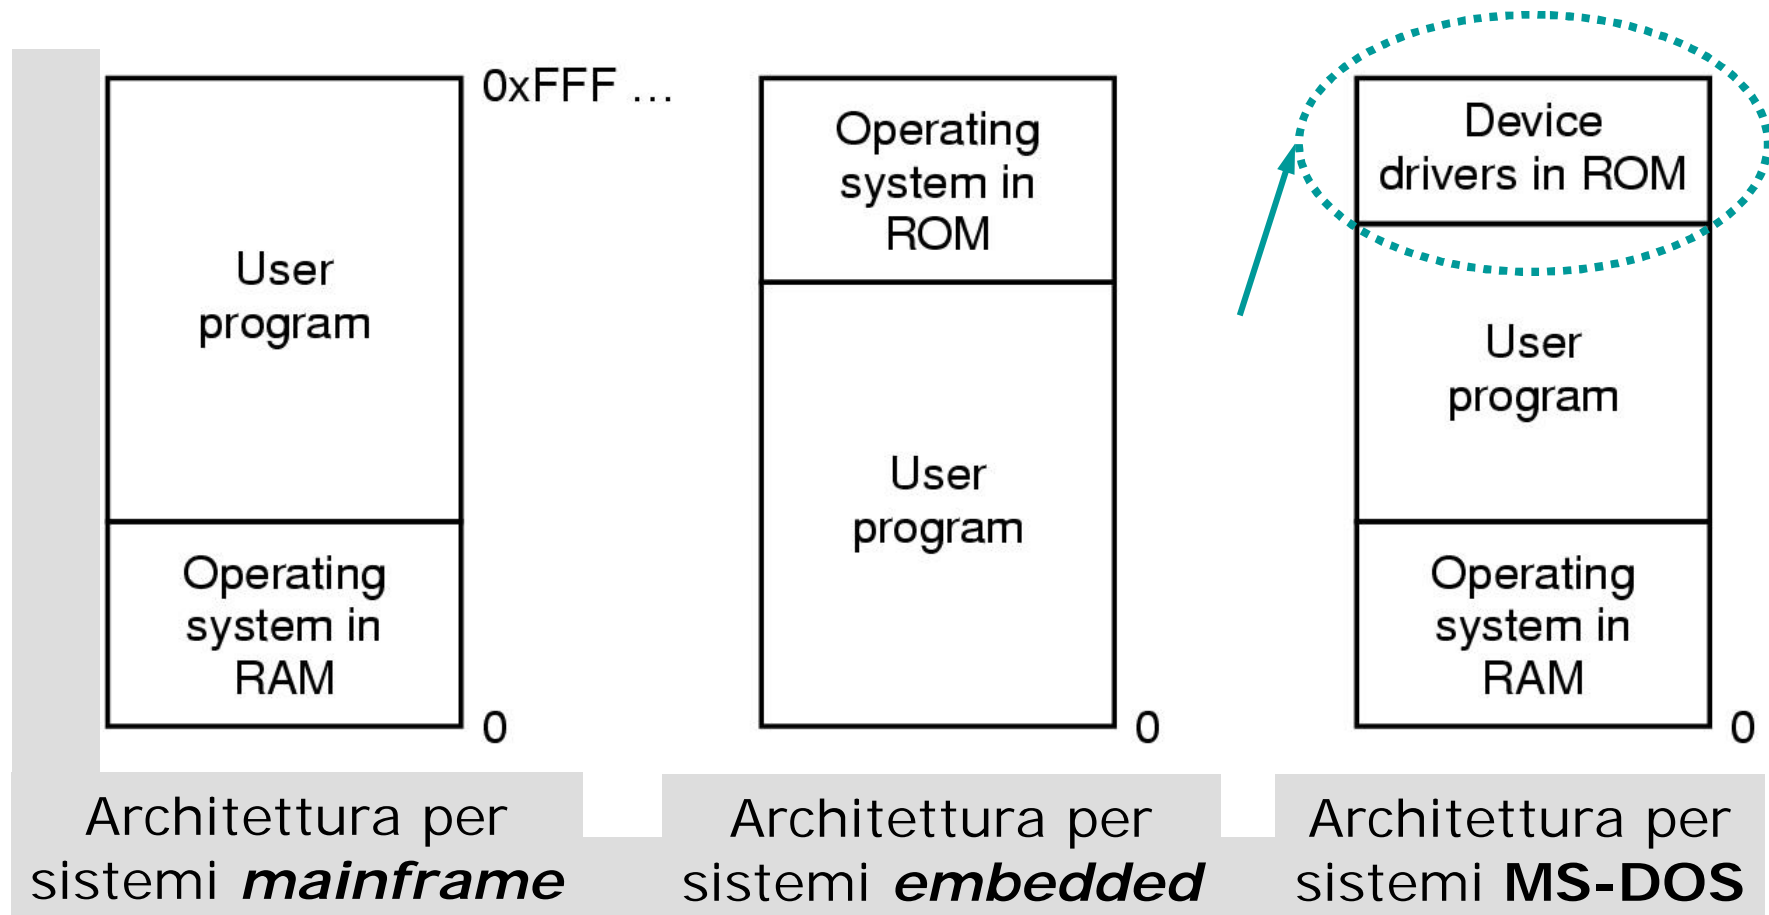 0xFFF ...
User
program
Operating
system in
RAM
0
Architettura per
sistemi mainframe
Operating
system in
ROM
User
program
0
Architettura per
sistemi embedded
Device
drivers in ROM
User
program
Operating
system in
RAM
0
Architettura per
sistemi MS-DOS